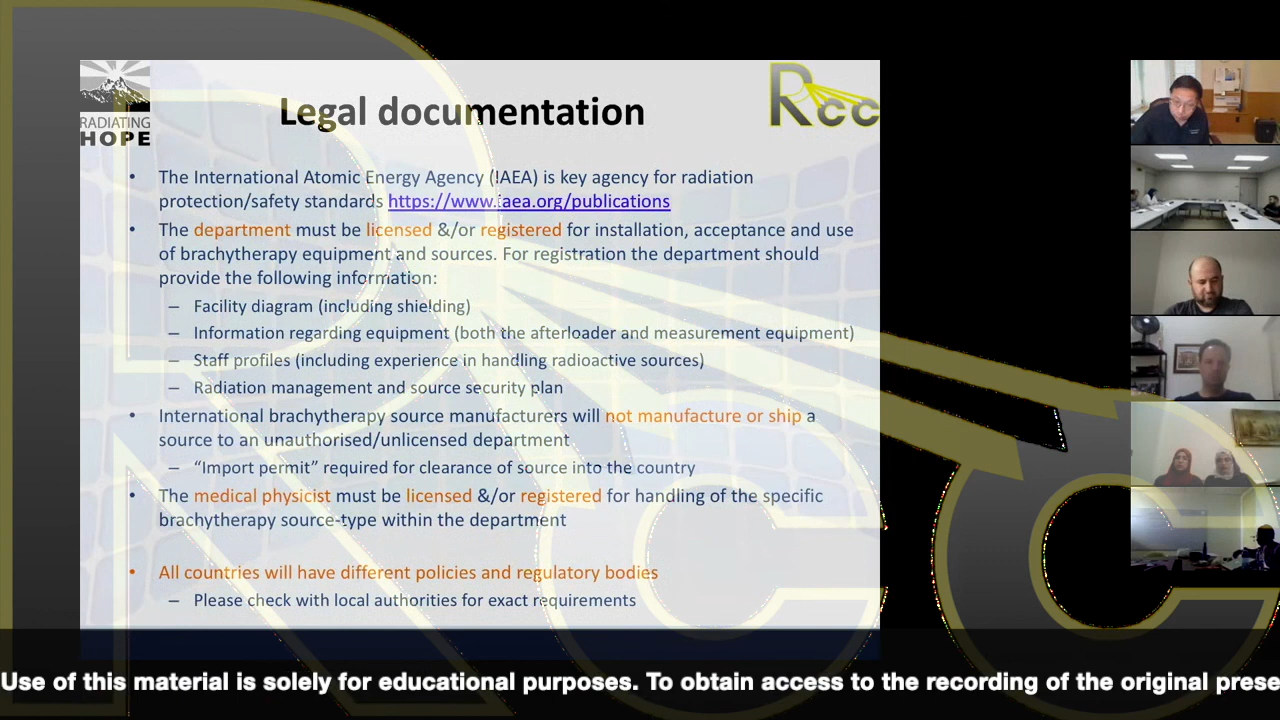 RADIATING
HOPE
Legal documentation
Rcc
• The International Atomic Energy Agency (IAEA) is key agency for radiation
protection/safety standards https://www.iaea.org/publications
• The department must be licensed &/or registered for installation, acceptance and use
of brachytherapy equipment and sources. For registration the department should
provide the following information:
– Facility diagram (including shielding)
– Information regarding equipment (both the afterloader and measurement equipment)
– Staff profiles (including experience in handling radioactive sources)
– Radiation management and source security plan
• International brachytherapy source manufacturers will not manufacture or ship a
source to an unauthorised/unlicensed department
– “Import permit” required for clearance of source into the country
• The medical physicist must be licensed &/or registered for handling of the specific
brachytherapy source-type within the department
• All countries will have different policies and regulatory bodies
– Please check with local authorities for exact requirements
Use of this material is solely for educational purposes. To obtain access to the recording of the original prese